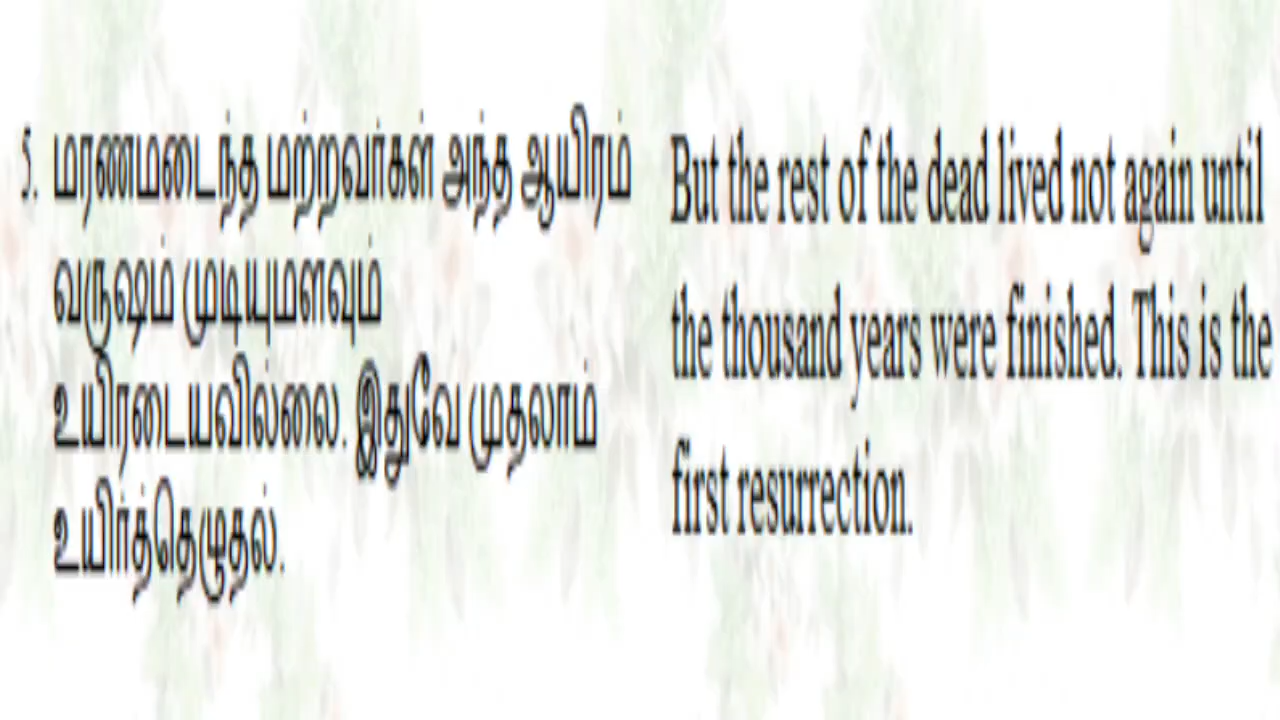 5. மரணமடைந்த மற்றவர்கள் அந்த ஆயிரம்
வருஷம் முடியுமளவும்
உயிரடையவில்லை. இதுவே முதலாம்
உயிர்த்தெழுதல்.
But the rest of the dead lived not again until
the thousand years were finished. This is the
first resurrection.